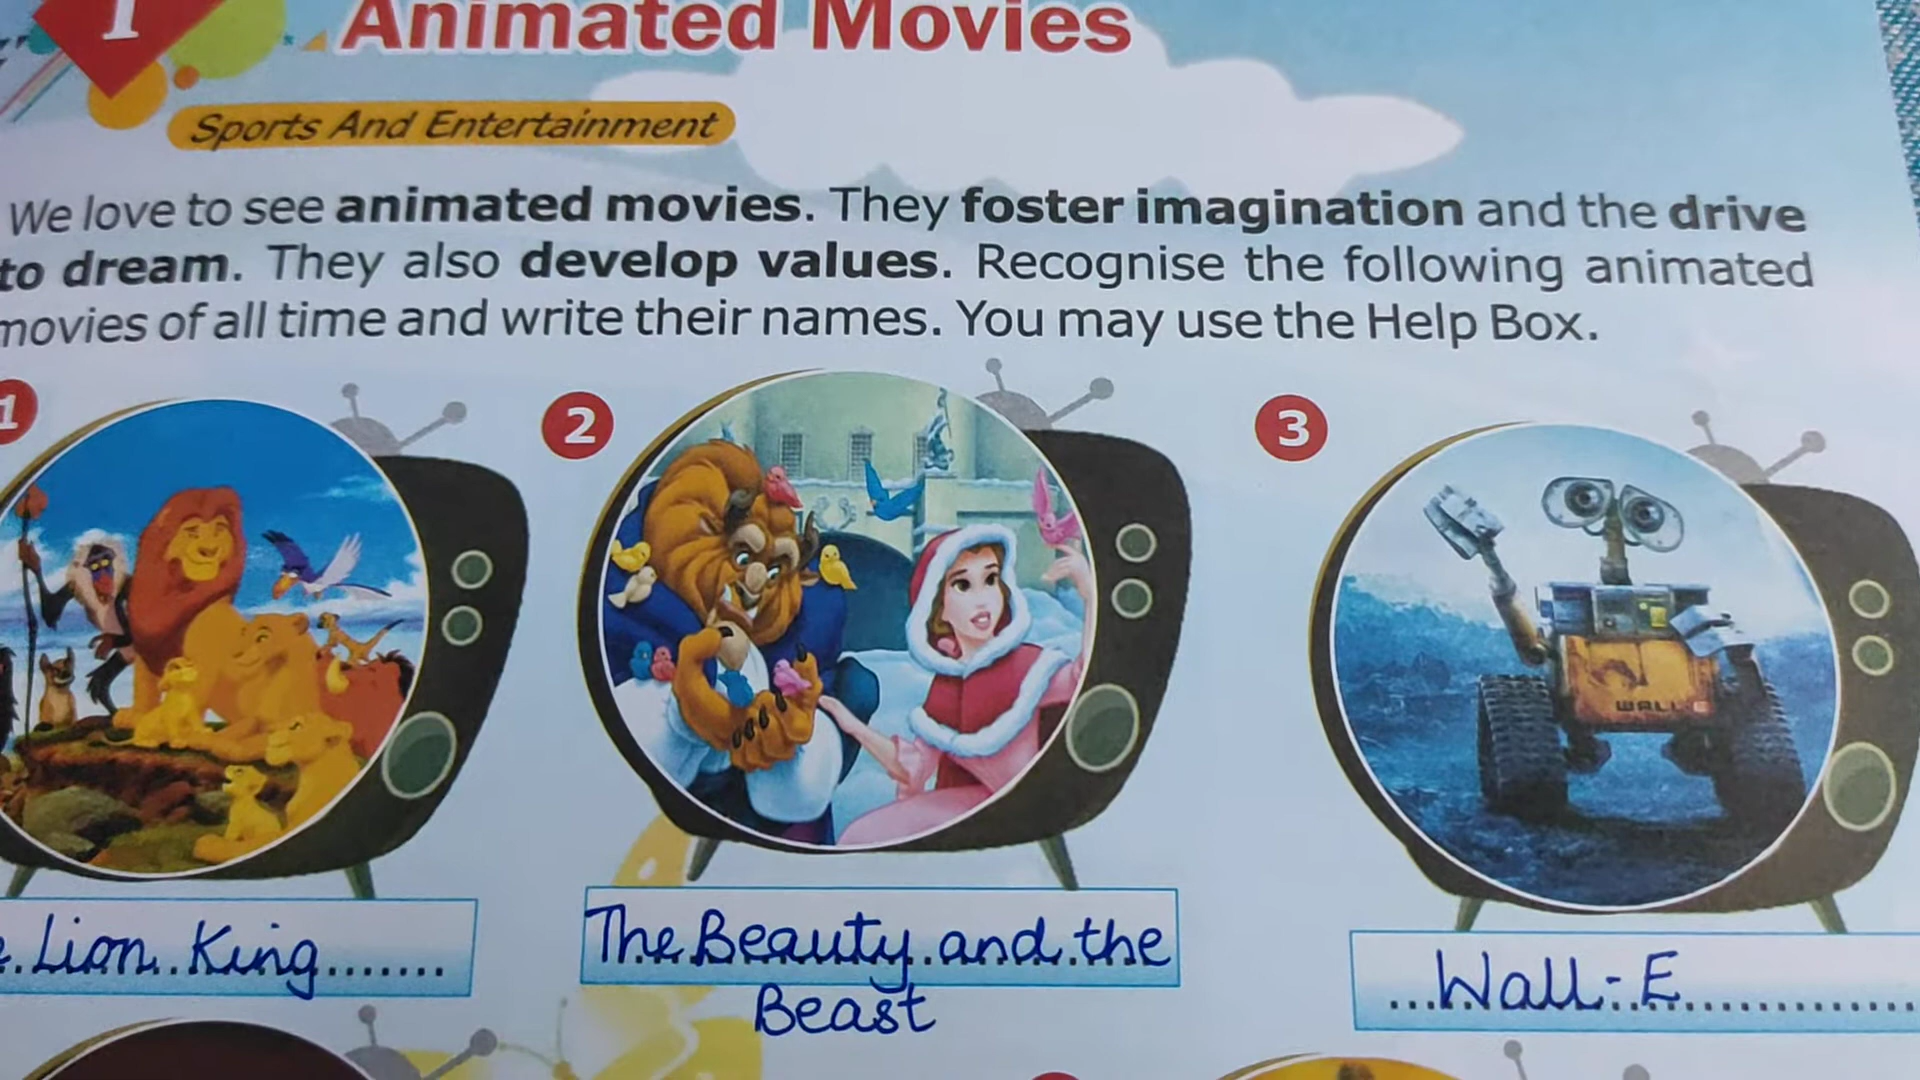 1
Animated Movies
Sports And Entertainment
We love to see animated movies. They foster imagination and the drive
to dream. They also develop values. Recognise the following animated
movies of all time and write their names. You may use the Help Box.
1
2
3
WALL E
Lion King
The Beauty and the
Beast
Wall-E